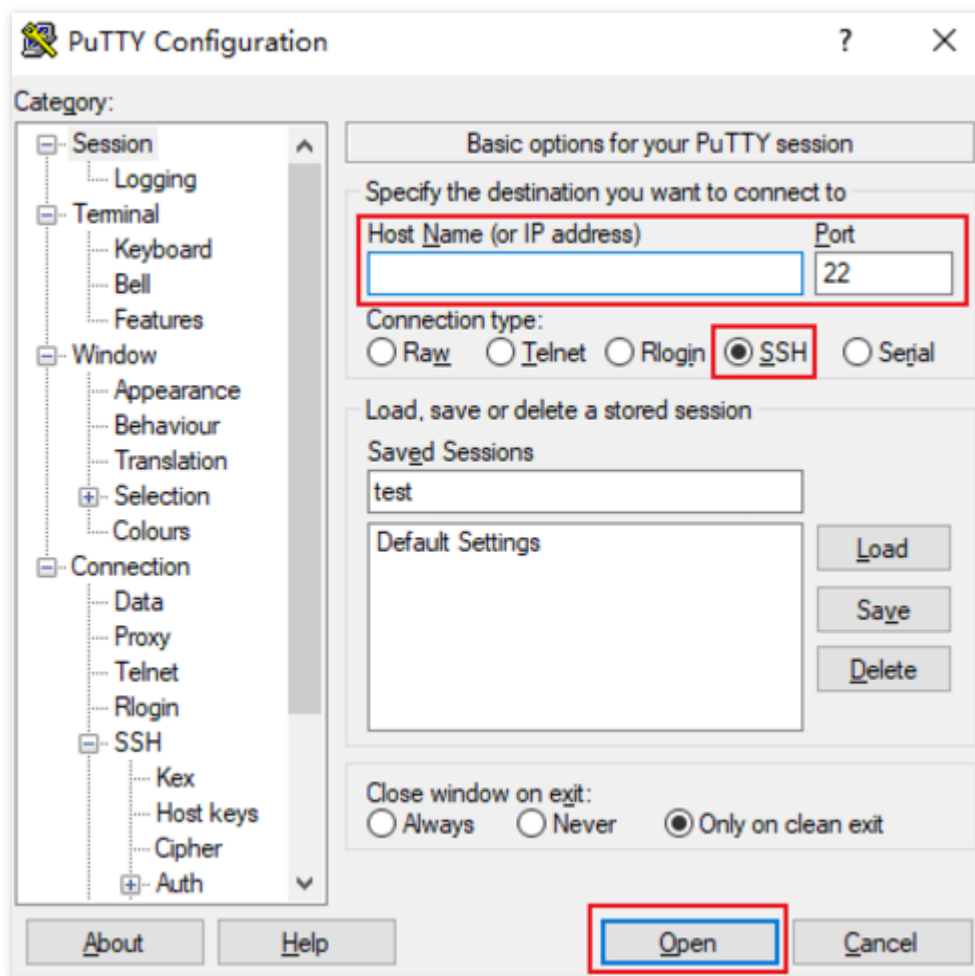 PuTTY Configuration
?
Category:
Session
Logging
Terminal
Keyboard
Bell
Features
Window
Appearance
Behaviour
Translation
Selection
Colours
Connection
Data
Proxy
Telnet
Rlogin
SSH
Kex
Host keys
Cipher
Auth
Basic options for your PuTTY session
Specify the destination you want to connect to
Host Name (or IP address) Port
22
Connection type:
Raw Telnet Rlogin SSH Serial
Load, save or delete a stored session
Saved Sessions
test
Default Settings
Load
Save
Delete
Close window on exit:
Always Never Only on clean exit
About Help Open Cancel